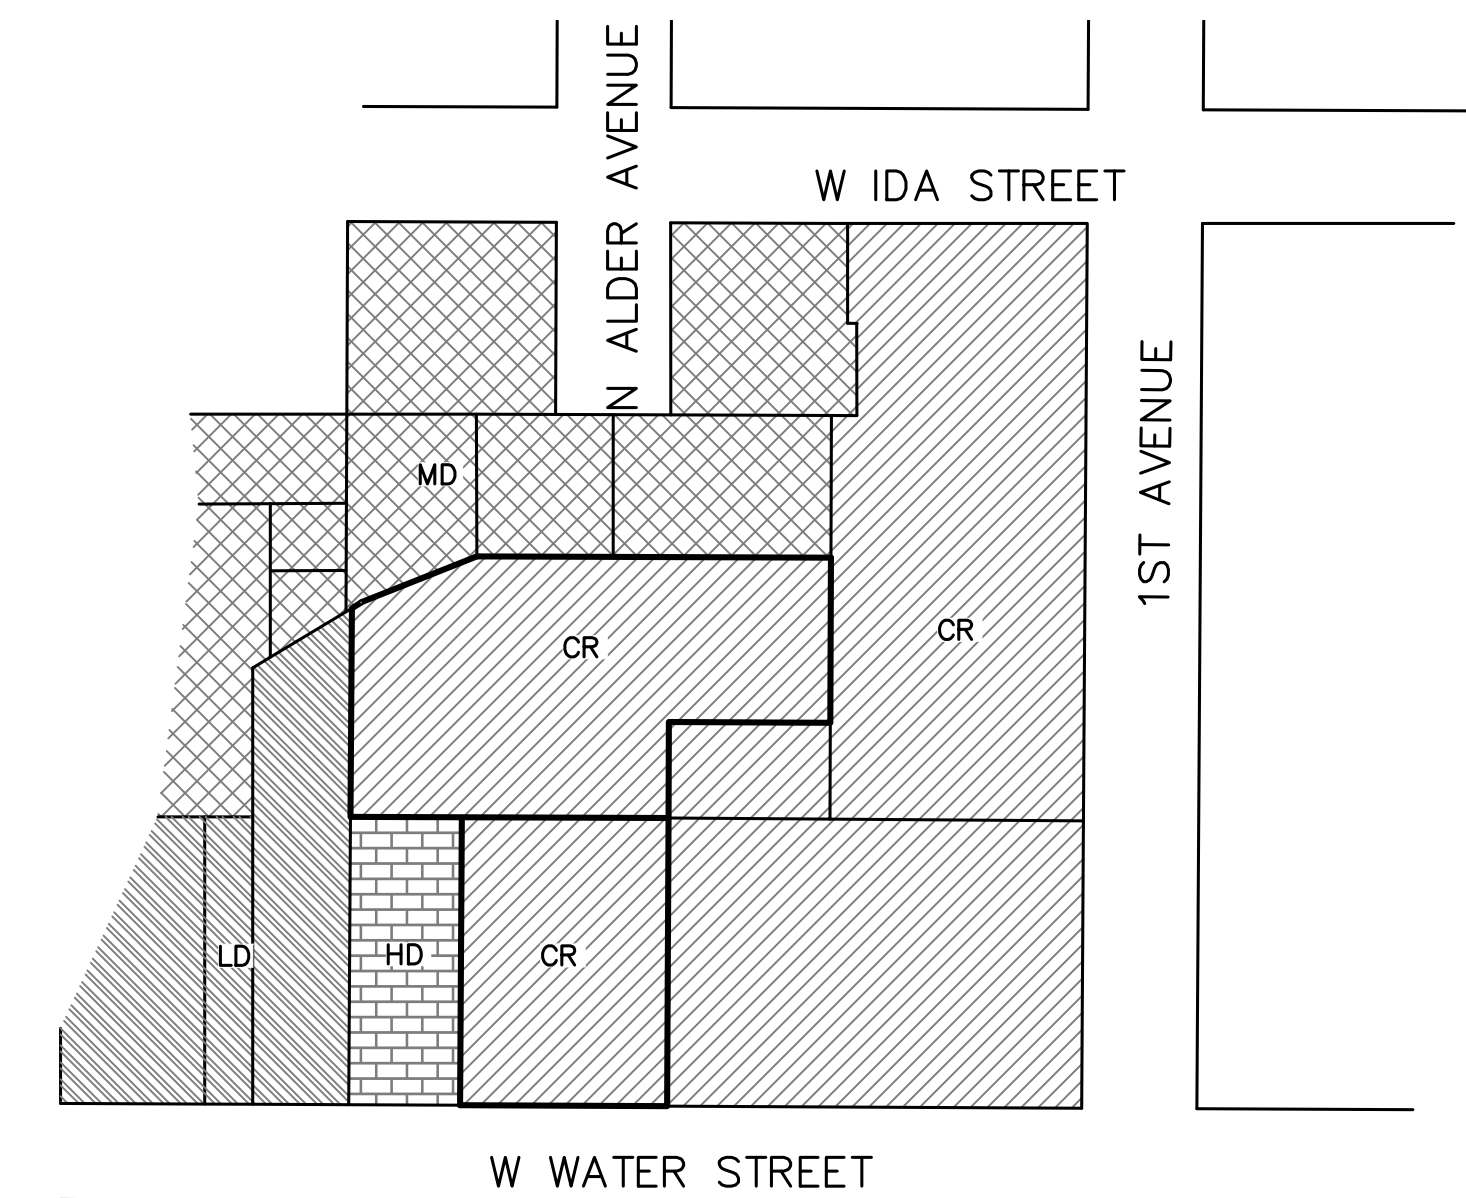 N ALDER AVENUE
W IDA STREET
1ST AVENUE
MD
CR
CR
LD
HD
CR
W WATER STREET